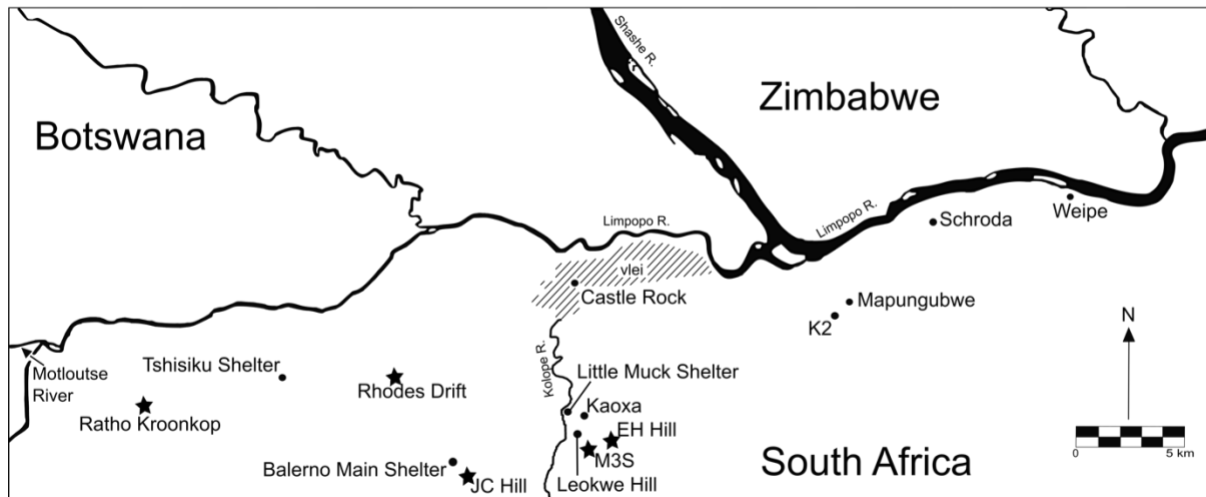 Shashe R.
Zimbabwe
Botswana
Limpopo R.
Limpopo R.
Schroda
Weipe
vlei
Castle Rock
Mapungubwe
K2
N
Motloutse
River
Tshisiku Shelter
Rhodes Drift
Kolope R.
Little Muck Shelter
Kaoxa
Ratho Kroonkop
EH Hill
M3S
Balerno Main Shelter
JC Hill
Leokwe Hill
South Africa
0 5 km